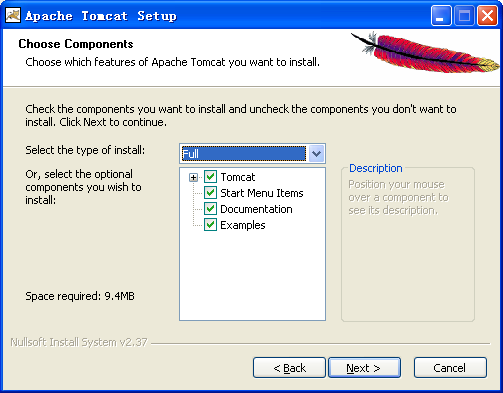 Apache Tomcat Setup
Choose Components
Choose which features of Apache Tomcat you want to install.
Check the components you want to install and uncheck the components you don't want to
install. Click Next to continue.
Select the type of install:
Full
Or, select the optional
components you wish to
install:
Tomcat
Start Menu Items
Documentation
Examples
Description
Position your mouse
over a component to
see its description.
Space required: 9.4MB
Nullsoft Install System v2.37
< Back
Next >
Cancel